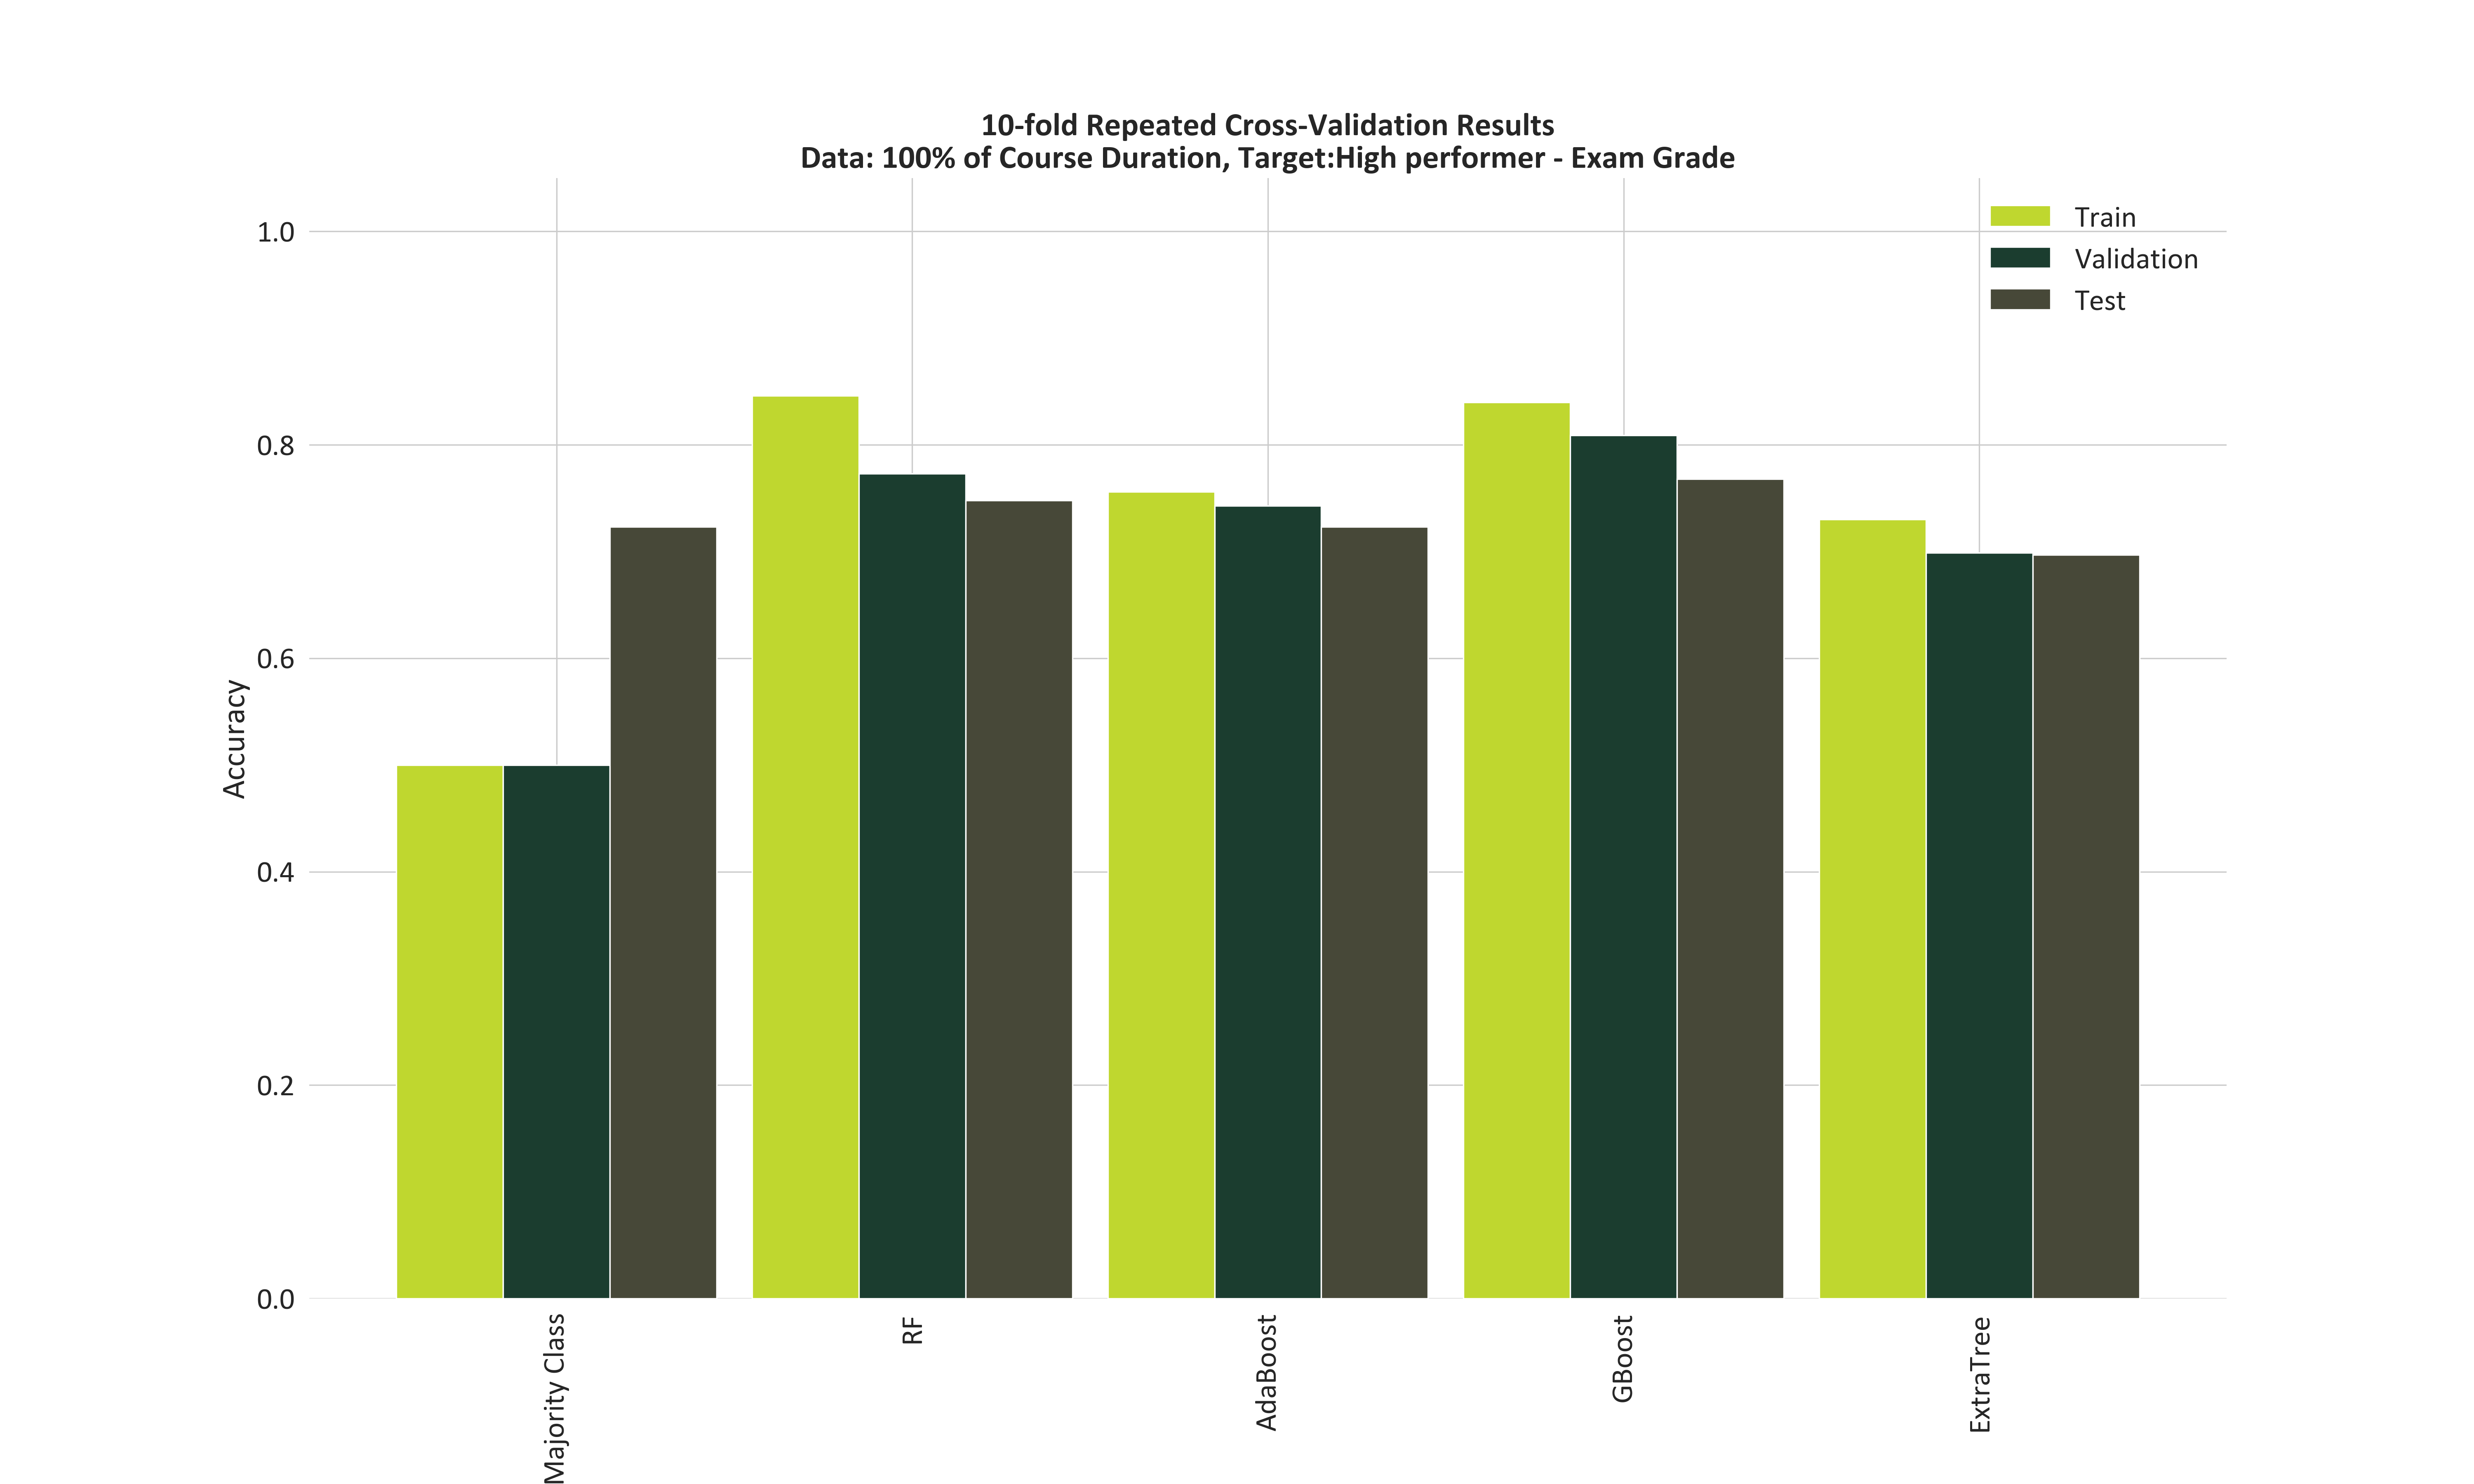 10-fold Repeated Cross-Validation Results
Data: 100% of Course Duration, Target:High performer - Exam Grade
Train
Validation
Test
1.0
0.8
0.6
0.4
0.2
0.0
Accuracy
Majority Class
RF
AdaBoost
GBoost
ExtraTree